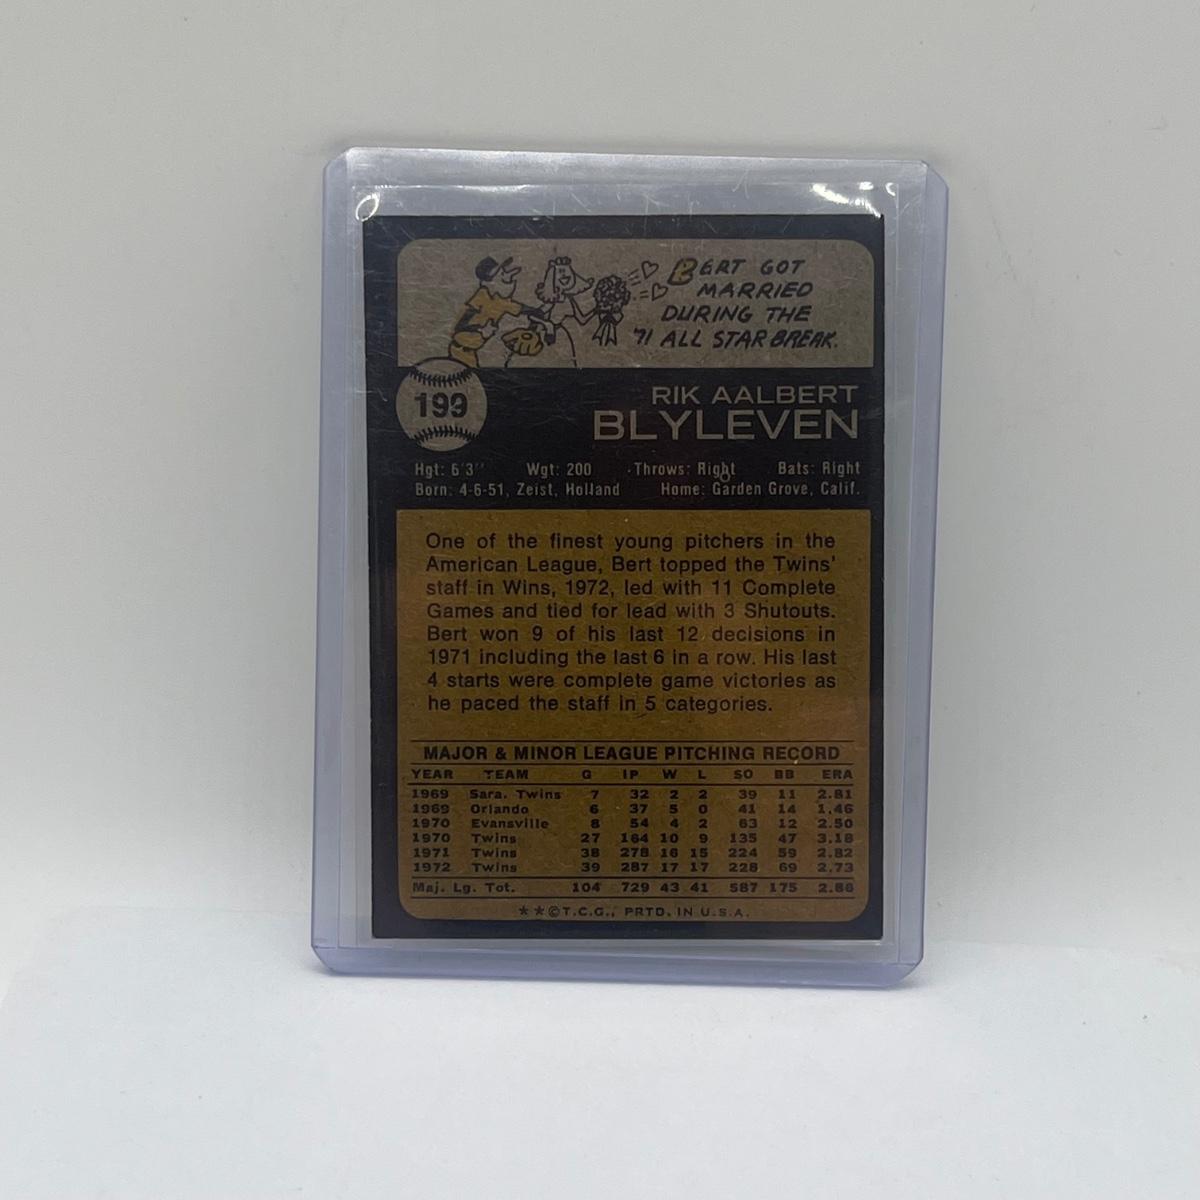 BERT GOT
MARRIED
DURING THE
'71 ALL STAR BREAK.
199
RIK AALBERT
BLYLEVEN
Hgt: 6'3" Wgt: 200 Throws: Right Bats: Right
Born: 4-6-51, Zeist, Holland Home: Garden Grove, Calif.
One of the finest young pitchers in the
American League, Bert topped the Twins'
staff in Wins, 1972, led with 11 Complete
Games and tied for lead with 3 Shutouts.
Bert won 9 of his last 12 decisions in
1971 including the last 6 in a row. His last
4 starts were complete game victories as
he paced the staff in 5 categories.
MAJOR & MINOR LEAGUE PITCHING RECORD
YEAR TEAM G IP W L SO BB ERA
1969 Sara. Twins 7 32 2 2 39 11 2.81
1969 Orlando 6 37 5 0 41 14 1.46
1970 Evansville 8 54 4 2 63 12 2.50
1970 Twins 27 164 10 9 135 47 3.18
1971 Twins 38 278 16 15 224 59 2.82
1972 Twins 39 287 17 17 228 69 2.73
Maj. Lg. Tot. 104 729 43 41 587 175 2.86
**©T.C.G., PRTD. IN U.S.A.